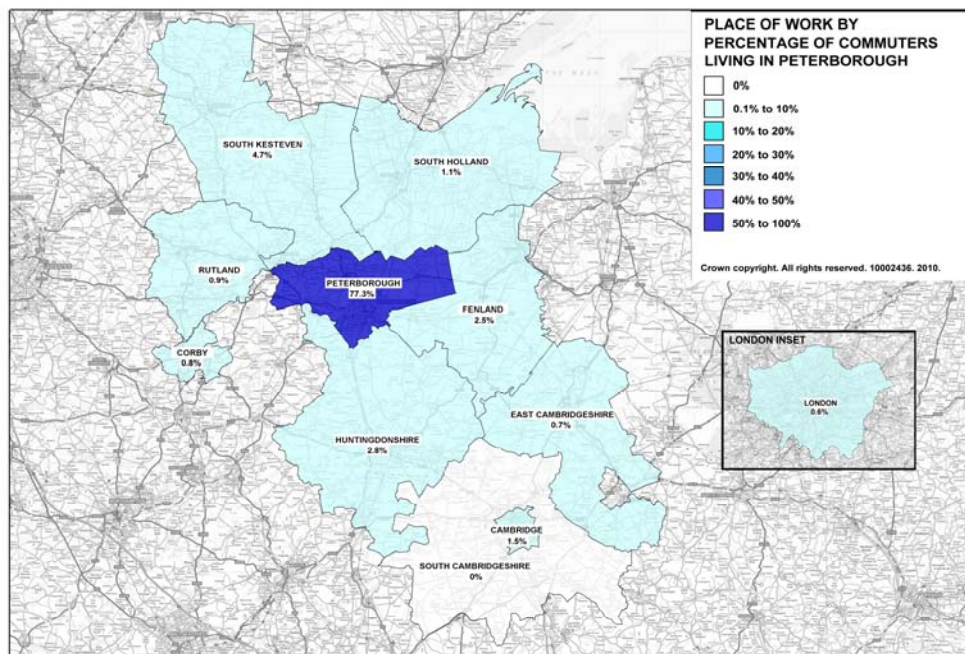 PLACE OF WORK BY
PERCENTAGE OF COMMUTERS
LIVING IN PETERBOROUGH
0%
0.1% to 10%
10% to 20%
20% to 30%
30% to 40%
40% to 50%
50% to 100%
Crown copyright. All rights reserved. 10002436. 2010.
SOUTH KESTEVEN
4.7%
SOUTH HOLLAND
1.1%
RUTLAND
0.9%
PETERBOROUGH
77.3%
FENLAND
2.5%
CORBY
0.8%
LONDON INSET
LONDON
0.6%
EAST CAMBRIDGESHIRE
0.7%
HUNTINGDONSHIRE
2.8%
CAMBRIDGE
1.5%
SOUTH CAMBRIDGESHIRE
0%